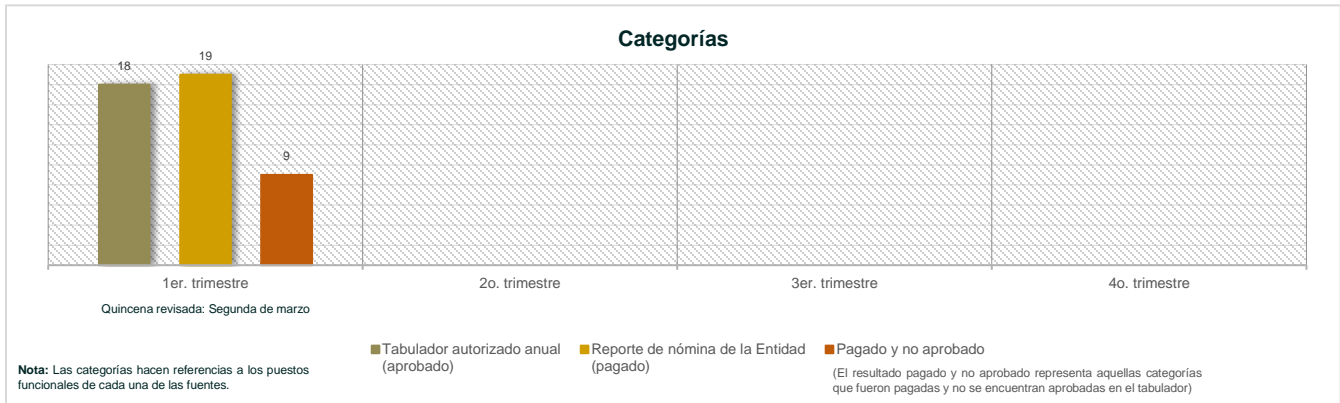 Categorías
18
19
9
1er. trimestre
2o. trimestre
3er. trimestre
4o. trimestre
Quincena revisada: Segunda de marzo
Tabulador autorizado anual
(aprobado)
Reporte de nómina de la Entidad
(pagado)
Pagado y no aprobado
(El resultado pagado y no aprobado representa aquellas categorías
que fueron pagadas y no se encuentran aprobadas en el tabulador)
Nota: Las categorías hacen referencias a los puestos
funcionales de cada una de las fuentes.